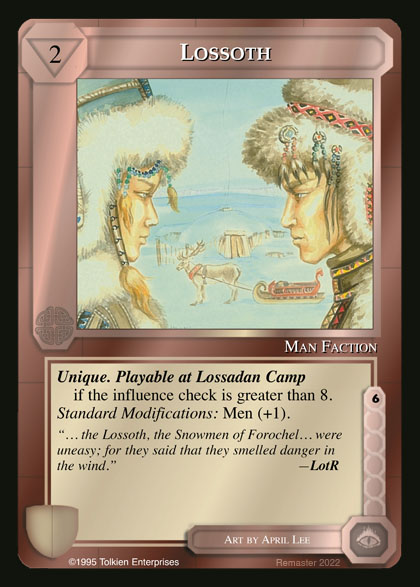 2
Lossoth
Man Faction
Unique. Playable at Lossadan Camp
if the influence check is greater than 8.
Standard Modifications: Men (+1).
“… the Lossoth, the Snowmen of Forochel… were
uneasy; for they said that they smelled danger in
the wind.” –LotR
6
Art by April Lee
©1995 Tolkien Enterprises
Remaster 2022